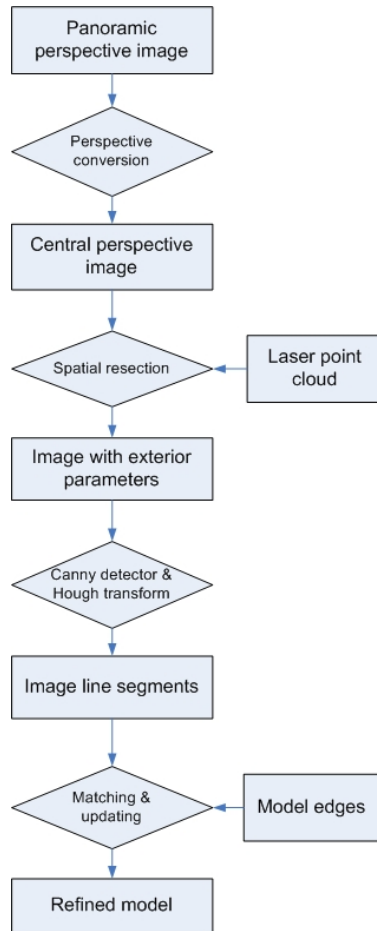 Panoramic
perspective image
Perspective
conversion
Central perspective
image
Spatial resection
Laser point
cloud
Image with exterior
parameters
Canny detector &
Hough transform
Image line segments
Matching &
updating
Model edges
Refined model